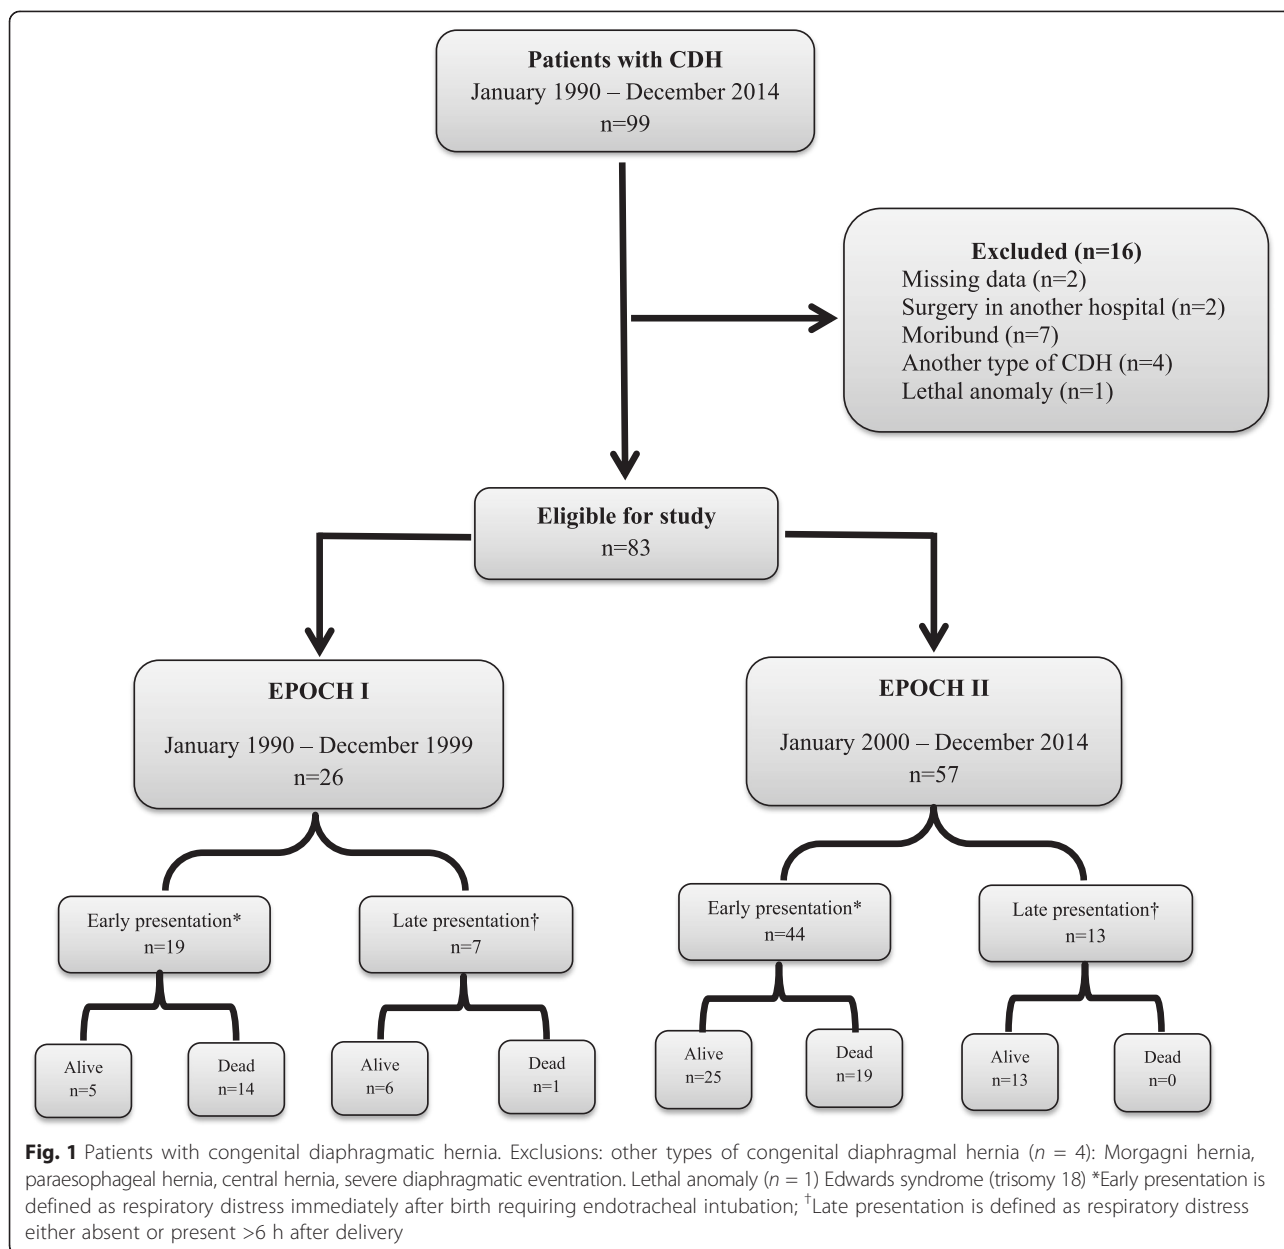 Patients with CDH
January 1990 – December 2014
n=99
Excluded (n=16)
Missing data (n=2)
Surgery in another hospital (n=2)
Moribund (n=7)
Another type of CDH (n=4)
Lethal anomaly (n=1)
Eligible for study
n=83
EPOCH I
January 1990 – December 1999
n=26
EPOCH II
January 2000 – December 2014
n=57
Early presentation*
n=19
Late presentation†
n=7
Early presentation*
n=44
Late presentation†
n=13
Alive
n=5
Dead
n=14
Alive
n=6
Dead
n=1
Alive
n=25
Dead
n=19
Alive
n=13
Dead
n=0
Fig. 1 Patients with congenital diaphragmatic hernia. Exclusions: other types of congenital diaphragmal hernia (n = 4): Morgagni hernia,
paraesophageal hernia, central hernia, severe diaphragmatic eventration. Lethal anomaly (n = 1) Edwards syndrome (trisomy 18) *Early presentation is
defined as respiratory distress immediately after birth requiring endotracheal intubation; †Late presentation is defined as respiratory distress
either absent or present >6 h after delivery